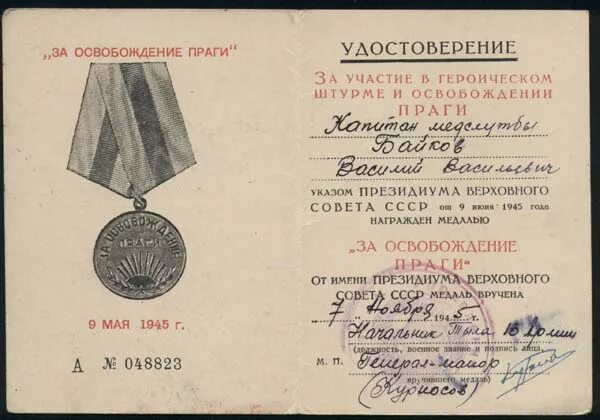 „ЗА ОСВОБОЖДЕНИЕ ПРАГИ“
ЗА ОСВОБОЖДЕНИЕ
ПРАГИ
9 МАЯ 1945 г.
А № 048823
УДОСТОВЕРЕНИЕ
ЗА УЧАСТИЕ В ГЕРОИЧЕСКОМ
ШТУРМЕ И ОСВОБОЖДЕНИИ
ПРАГИ
Капитан медслутбы
Байков
Василий Васильевич
УКАЗОМ ПРЕЗИДИУМА ВЕРХОВНОГО
СОВЕТА СССР от 9 июня 1945 года
НАГРАЖДЕН МЕДАЛЬЮ
„ЗА ОСВОБОЖДЕНИЕ
ПРАГИ“
ОТ ИМЕНИ ПРЕЗИДИУМА ВЕРХОВНОГО
СОВЕТА СССР МЕДАЛЬ ВРУЧЕНА
7 Ноября 1945 г.
Начальник Тыла Армии
(должность, военное звание и подпись лица,
М. П. Генерал-майор
вручившего медаль)
(Курносов)